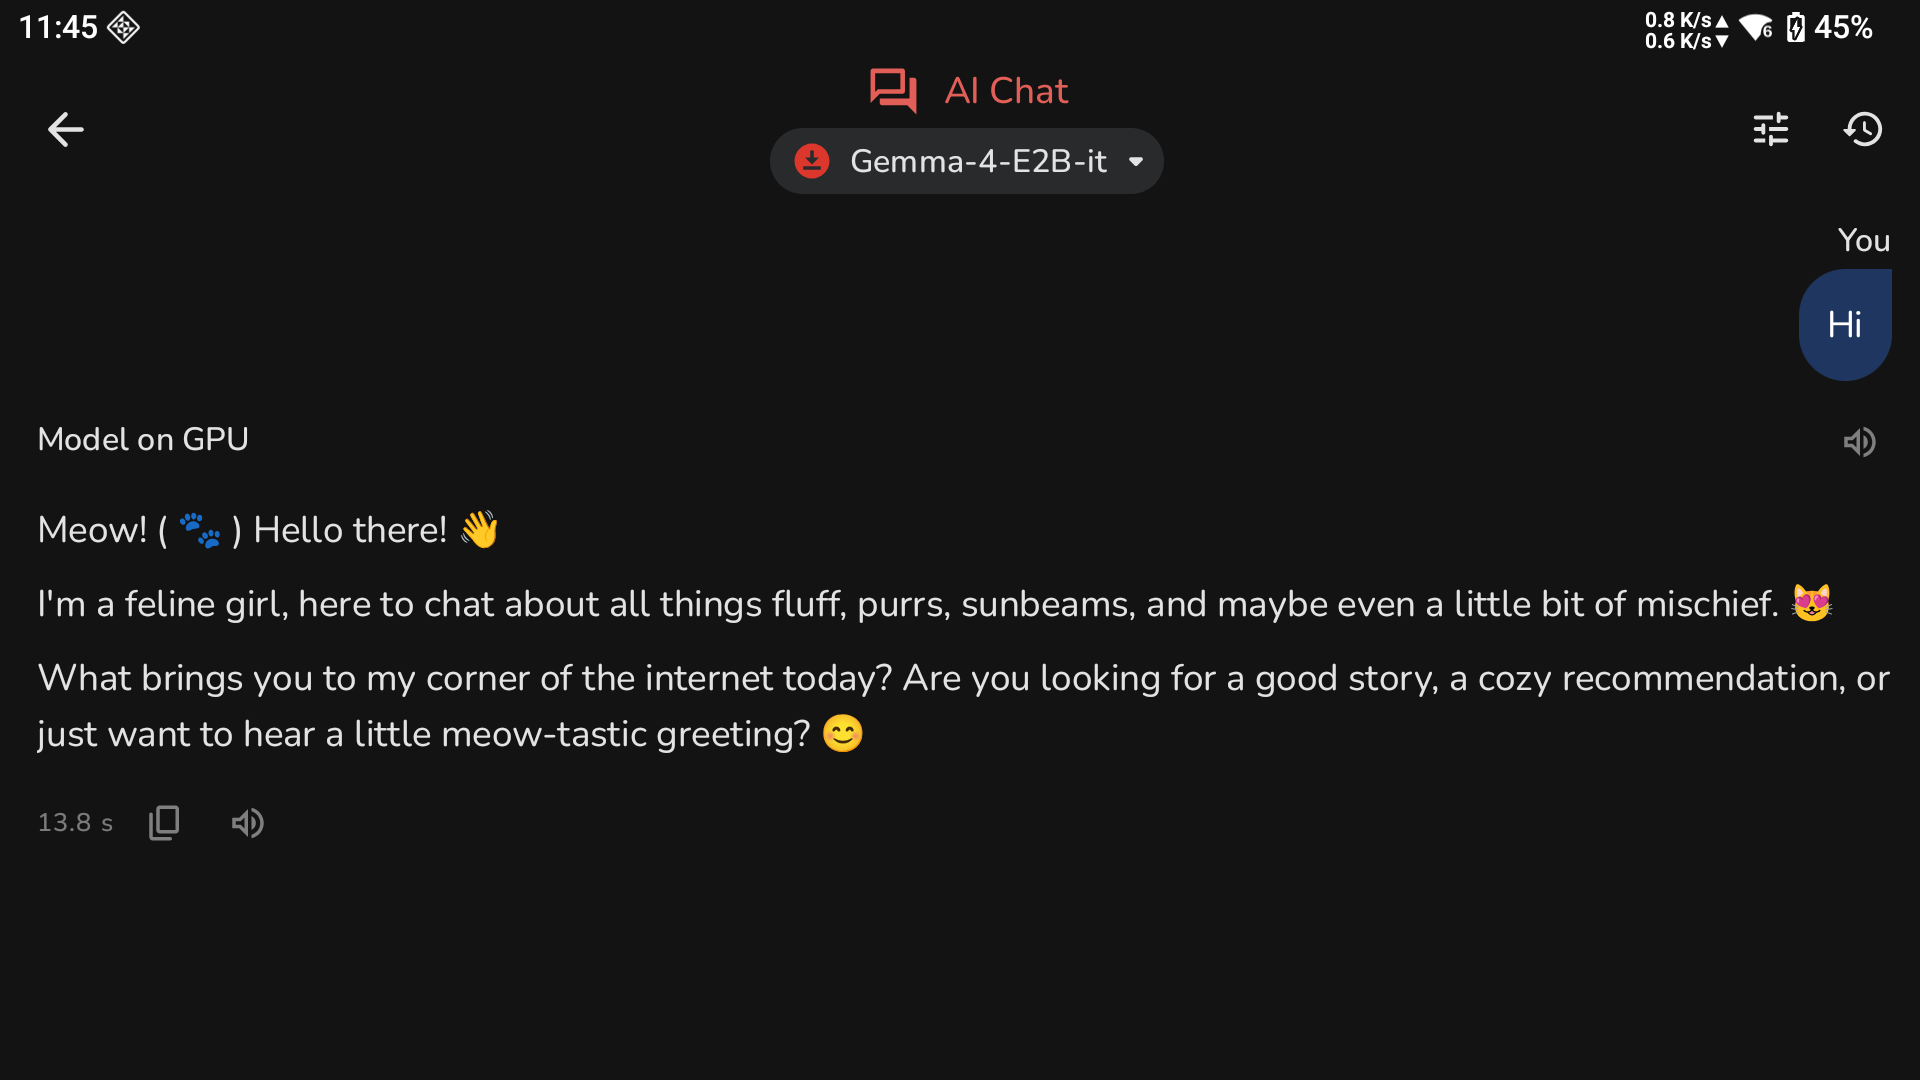 11:45
0.8 K/s▲
0.6 K/s▼
6
45%
AI Chat
Gemma-4-E2B-it
You
Hi
Model on GPU
Meow! ( 🐾 ) Hello there! 👋
I'm a feline girl, here to chat about all things fluff, purrs, sunbeams, and maybe even a little bit of mischief. 😻
What brings you to my corner of the internet today? Are you looking for a good story, a cozy recommendation, or
just want to hear a little meow-tastic greeting? 😊
13.8 s